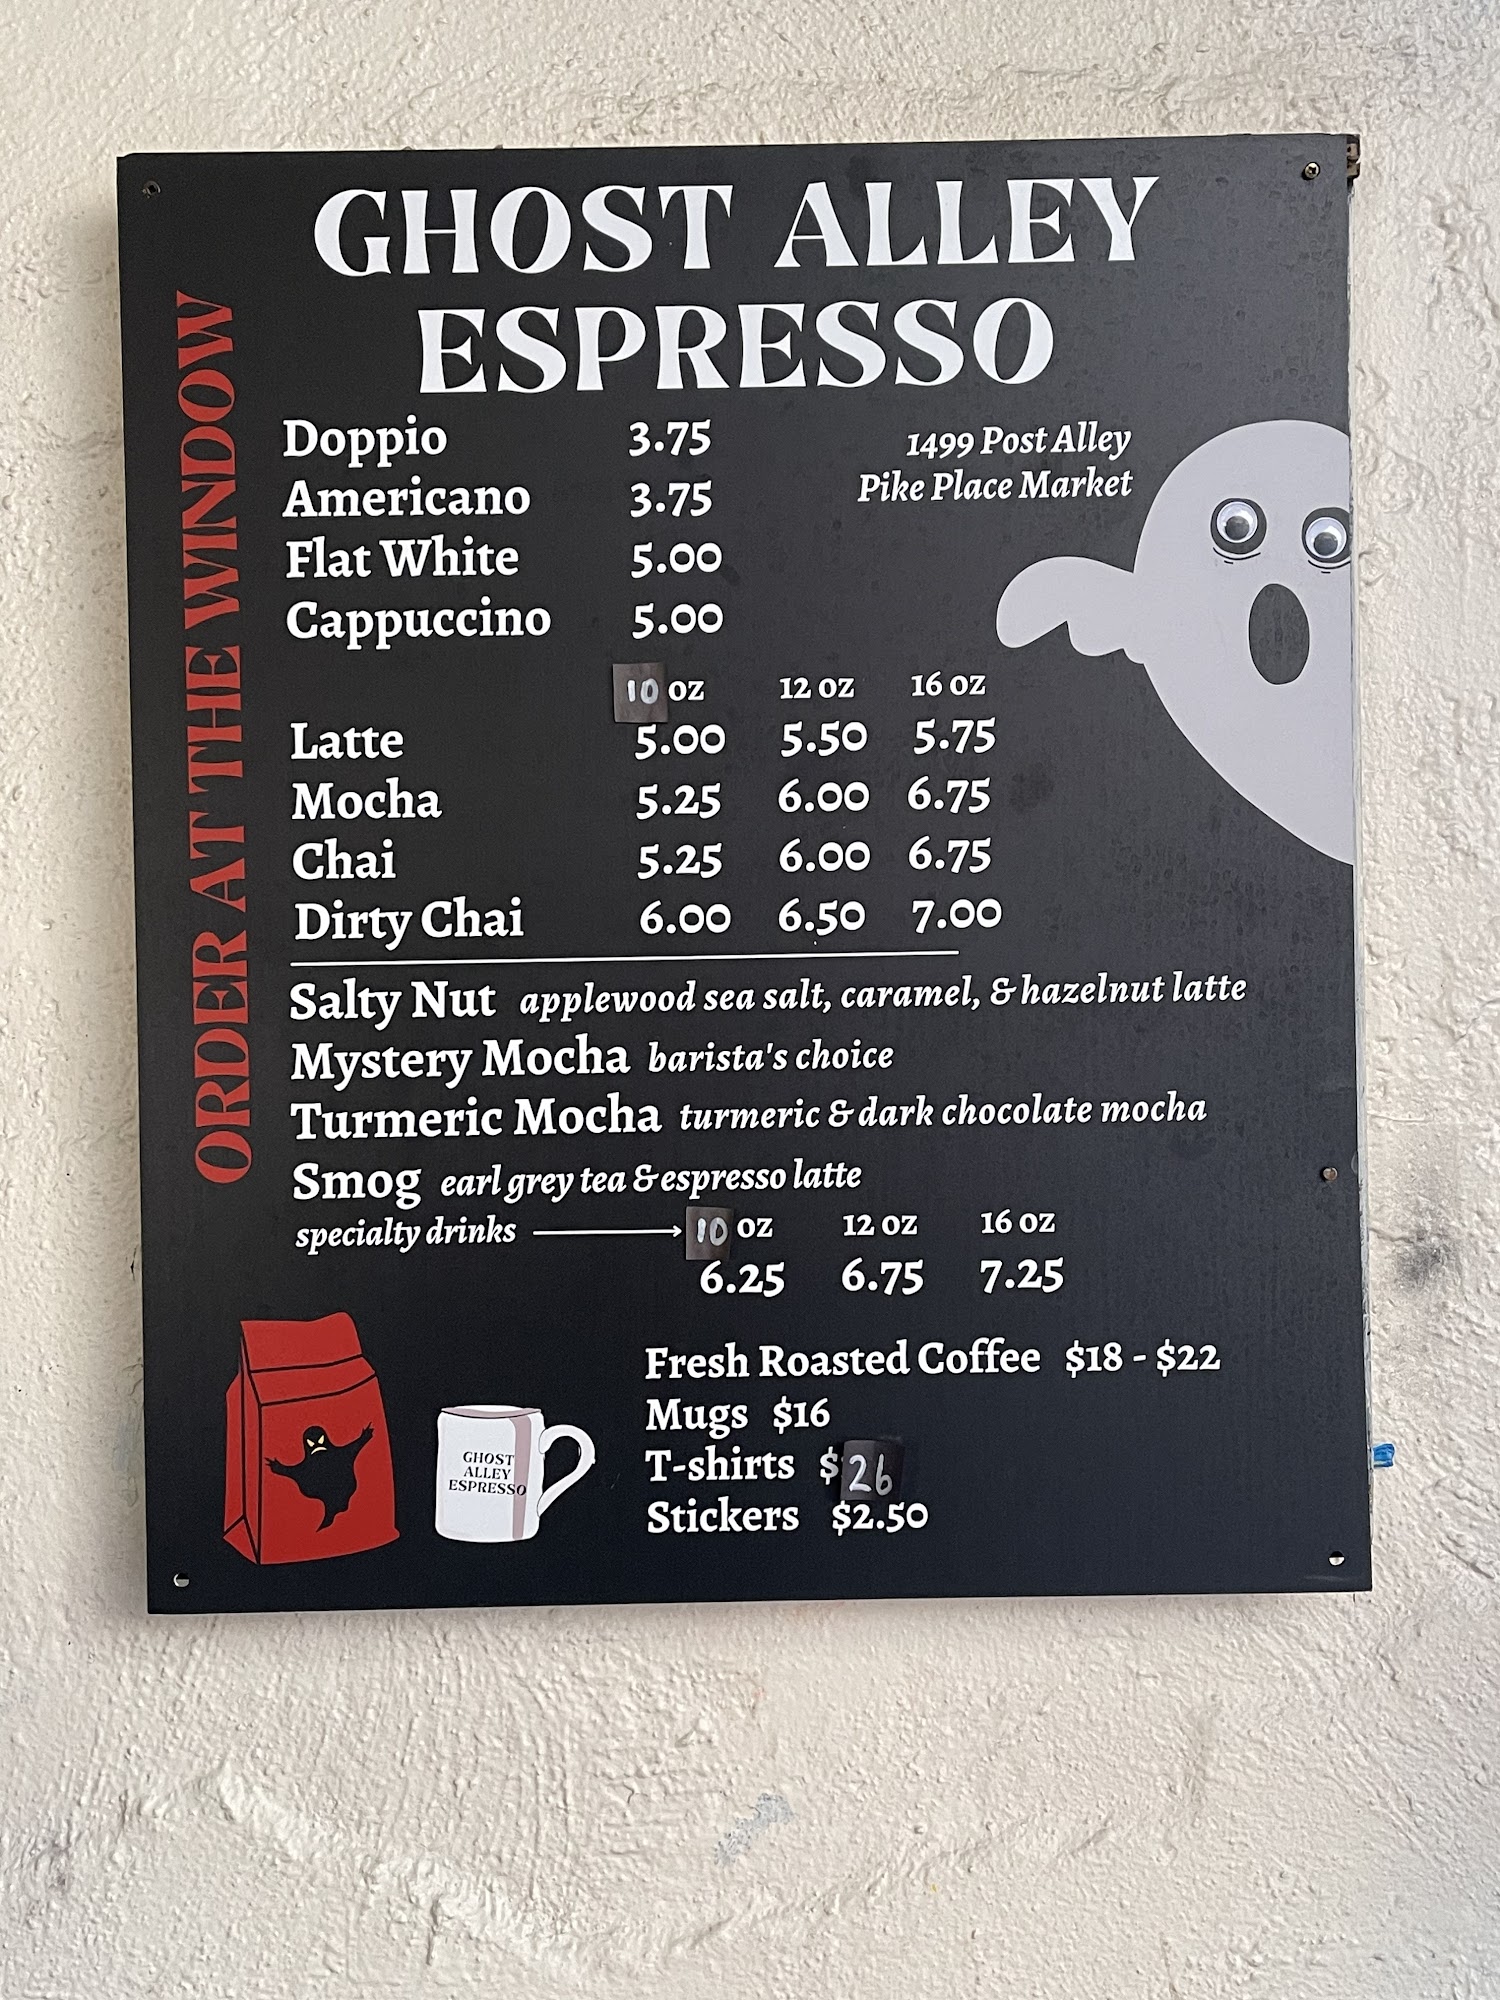 GHOST ALLEY
ESPRESSO
ORDER AT THE WINDOW
Doppio 3.75
Americano 3.75
Flat White 5.00
Cappuccino 5.00
1499 Post Alley
Pike Place Market
10 oz 12 oz 16 oz
Latte 5.00 5.50 5.75
Mocha 5.25 6.00 6.75
Chai 5.25 6.00 6.75
Dirty Chai 6.00 6.50 7.00
Salty Nut applewood sea salt, caramel, & hazelnut latte
Mystery Mocha barista's choice
Turmeric Mocha turmeric & dark chocolate mocha
Smog earl grey tea & espresso latte
specialty drinks 10 oz 12 oz 16 oz
6.25 6.75 7.25
Fresh Roasted Coffee $18 - $22
Mugs $16
T-shirts $26
Stickers $2.50
GHOST
ALLEY
ESPRESSO